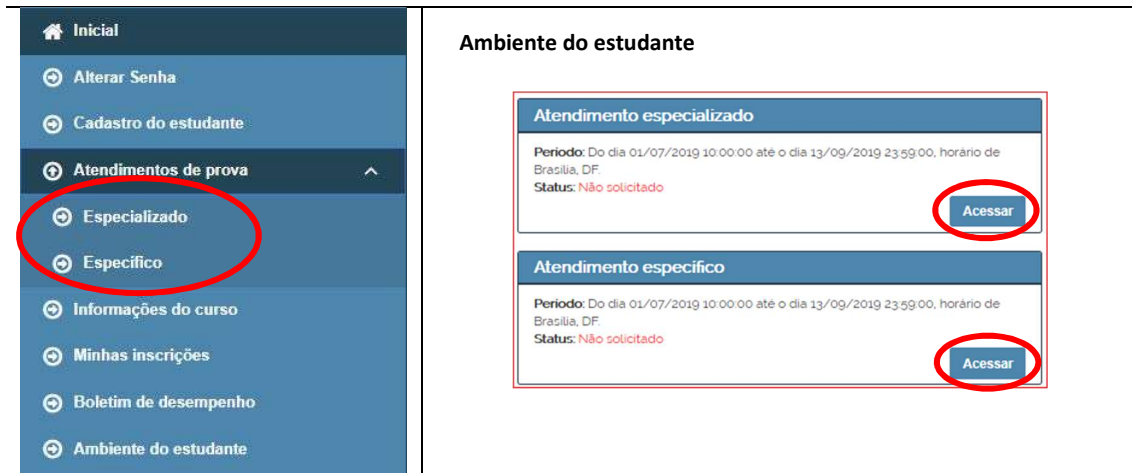 Inicial
Alterar Senha
Cadastro do estudante
Atendimentos de prova
Especializado
Específico
Informações do curso
Minhas inscrições
Boletim de desempenho
Ambiente do estudante
Ambiente do estudante
Atendimento especializado
Período: Do dia 01/07/2019 10:00:00 até o dia 13/09/2019 23:59:00, horário de
Brasília, DF.
Status: Não solicitado
Acessar
Atendimento específico
Período: Do dia 01/07/2019 10:00:00 até o dia 13/09/2019 23:59:00, horário de
Brasília, DF.
Status: Não solicitado
Acessar